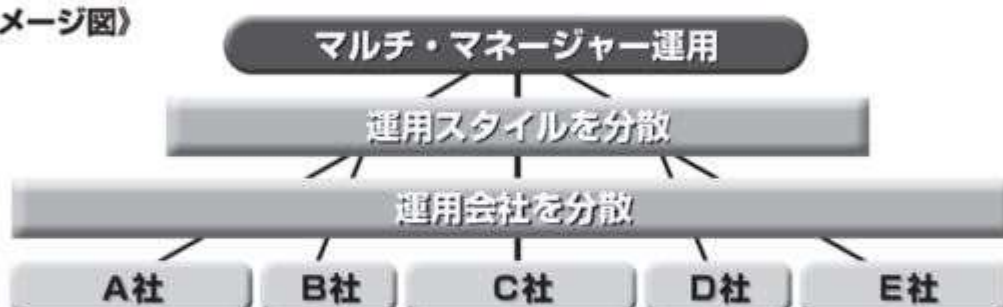 メージ図》
マルチ・マネージャー運用
運用スタイルを分散
運用会社を分散
A社 B社 C社 D社 E社